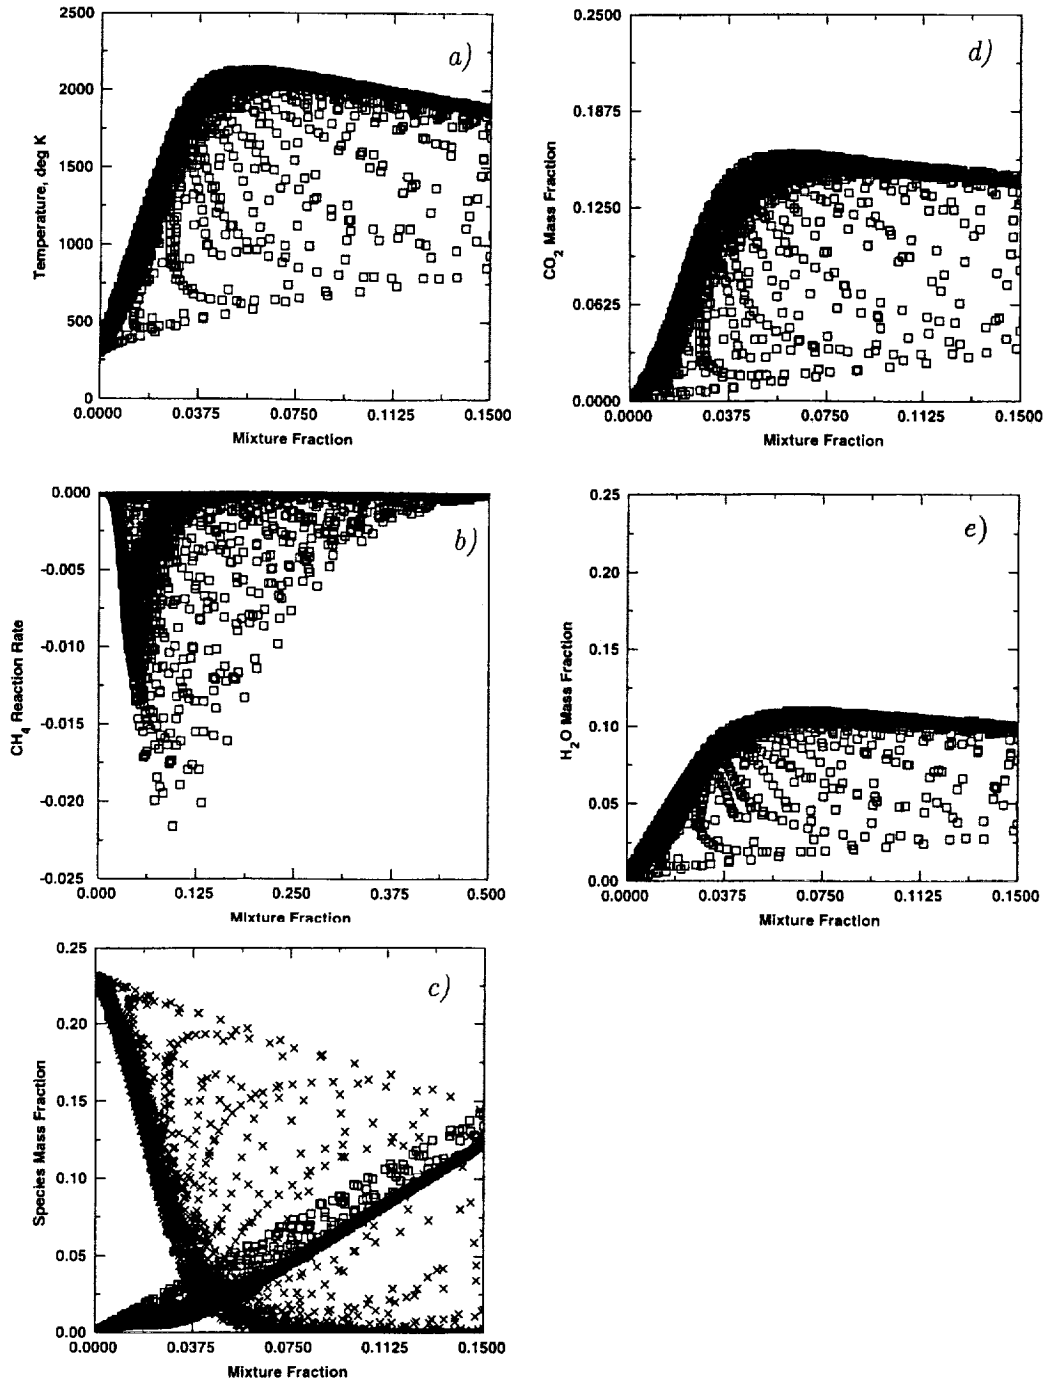 a)
Temperature, deg K
2500
2000
1500
1000
500
0
0.0000 0.0375 0.0750 0.1125 0.1500
Mixture Fraction
d)
CO2 Mass Fraction
0.2500
0.1875
0.1250
0.0625
0.0000
0.0000 0.0375 0.0750 0.1125 0.1500
Mixture Fraction
b)
CH4 Reaction Rate
0.000
-0.005
-0.010
-0.015
-0.020
-0.025
0.000 0.125 0.250 0.375 0.500
Mixture Fraction
e)
H2O Mass Fraction
0.25
0.20
0.15
0.10
0.05
0.00
0.0000 0.0375 0.0750 0.1125 0.1500
Mixture Fraction
c)
Species Mass Fraction
0.25
0.20
0.15
0.10
0.05
0.00
0.0000 0.0375 0.0750 0.1125 0.1500
Mixture Fraction